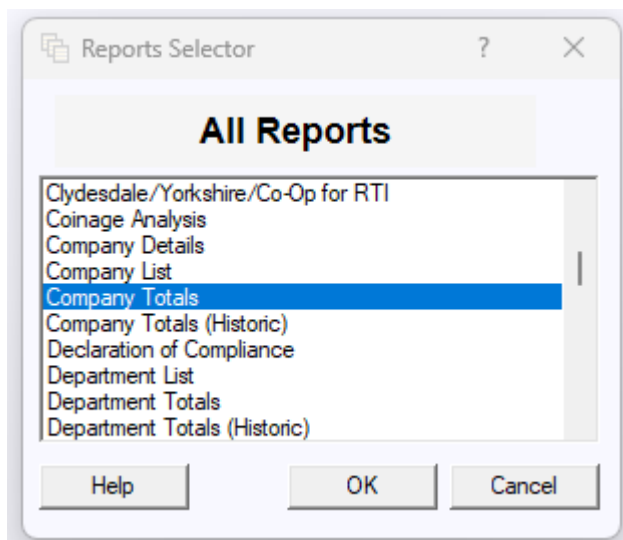 Reports Selector
?
All Reports
Clydesdale/Yorkshire/Co-Op for RTI
Coinage Analysis
Company Details
Company List
Company Totals
Company Totals (Historic)
Declaration of Compliance
Department List
Department Totals
Department Totals (Historic)
Help
OK
Cancel